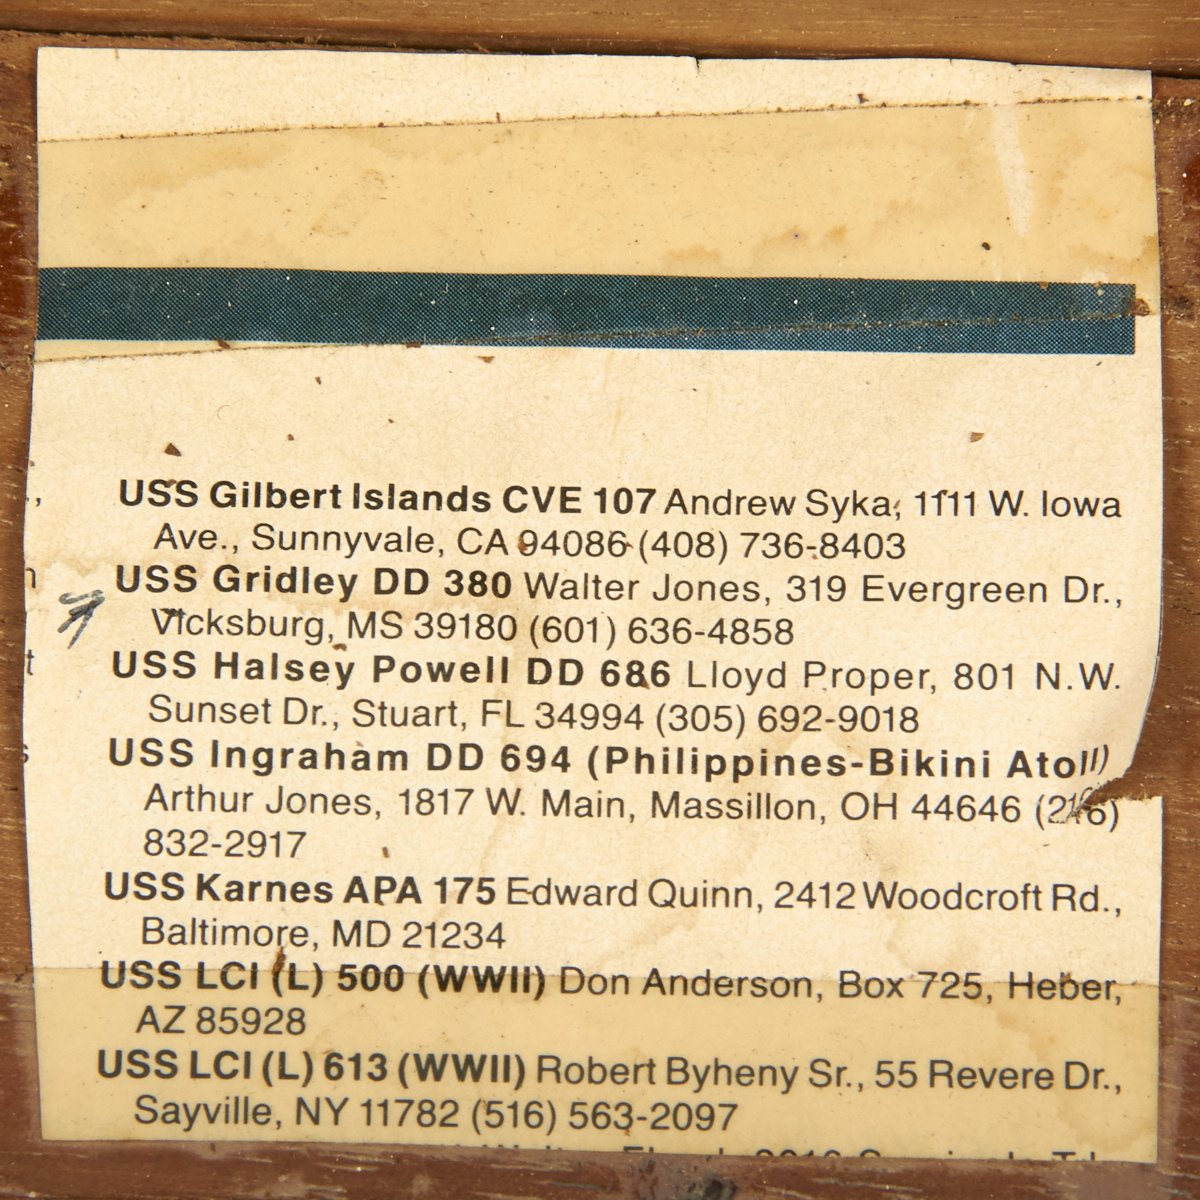 USS Gilbert Islands CVE 107 Andrew Syka, 1111 W. Iowa
Ave., Sunnyvale, CA 94086 (408) 736-8403
USS Gridley DD 380 Walter Jones, 319 Evergreen Dr.,
Vicksburg, MS 39180 (601) 636-4858
USS Halsey Powell DD 686 Lloyd Proper, 801 N.W.
Sunset Dr., Stuart, FL 34994 (305) 692-9018
USS Ingraham DD 694 (Philippines-Bikini Atoll)
Arthur Jones, 1817 W. Main, Massillon, OH 44646 (216)
832-2917
USS Karnes APA 175 Edward Quinn, 2412 Woodcroft Rd.,
Baltimore, MD 21234
USS LCI (L) 500 (WWII) Don Anderson, Box 725, Heber,
AZ 85928
USS LCI (L) 613 (WWII) Robert Byheny Sr., 55 Revere Dr.,
Sayville, NY 11782 (516) 563-2097